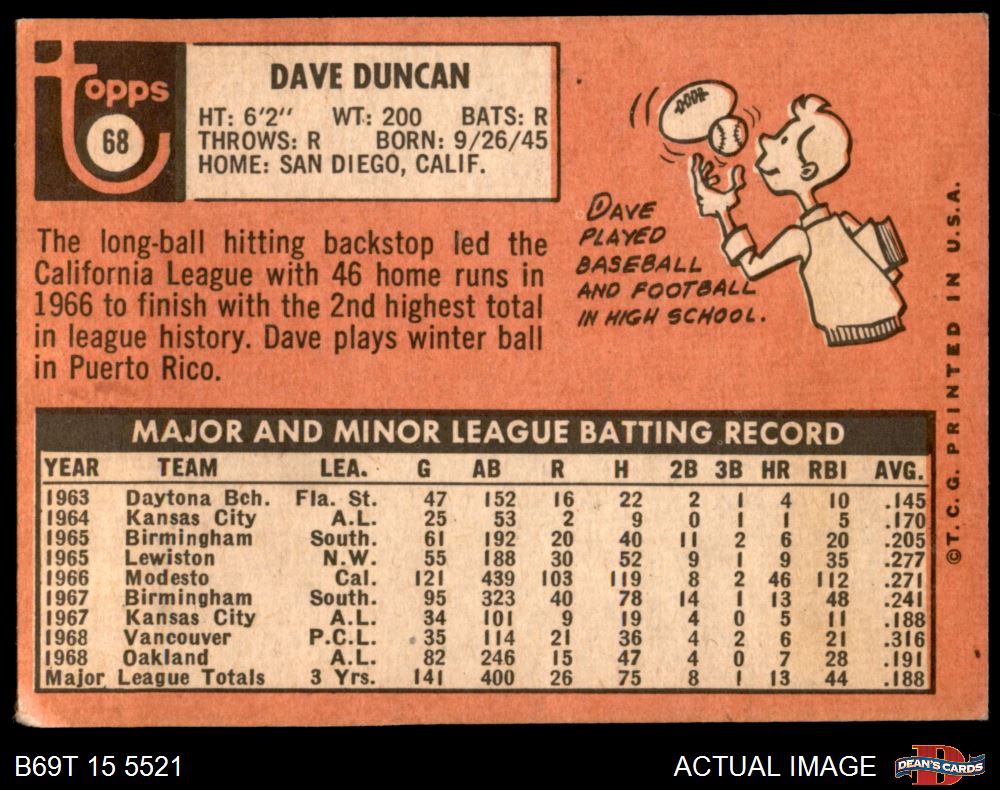 topps
68
DAVE DUNCAN
HT: 6'2" WT: 200 BATS: R
THROWS: R BORN: 9/26/45
HOME: SAN DIEGO, CALIF.
The long-ball hitting backstop led the
California League with 46 home runs in
1966 to finish with the 2nd highest total
in league history. Dave plays winter ball
in Puerto Rico.
DAVE
PLAYED
BASEBALL
AND FOOTBALL
IN HIGH SCHOOL.
MAJOR AND MINOR LEAGUE BATTING RECORD
YEAR TEAM LEA. G AB R H 2B 3B HR RBI AVG.
1963 Daytona Bch. Fla. St. 47 152 16 22 2 1 4 10 .145
1964 Kansas City A.L. 25 53 2 9 0 1 1 5 .170
1965 Birmingham South. 61 192 20 40 11 2 6 20 .205
1965 Lewiston N.W. 55 188 30 52 9 1 9 35 .277
1966 Modesto Cal. 121 439 103 119 8 2 46 112 .271
1967 Birmingham South. 95 323 40 78 14 1 13 48 .241
1967 Kansas City A.L. 34 101 9 19 4 0 5 11 .188
1968 Vancouver P.C.L. 35 114 21 36 4 2 6 21 .316
1968 Oakland A.L. 82 246 15 47 4 0 7 28 .191
Major League Totals 3 Yrs. 141 400 26 75 8 1 13 44 .188
©T.C.G. PRINTED IN U.S.A.
B69T 15 5521
ACTUAL IMAGE
D
DEAN'S CARDS